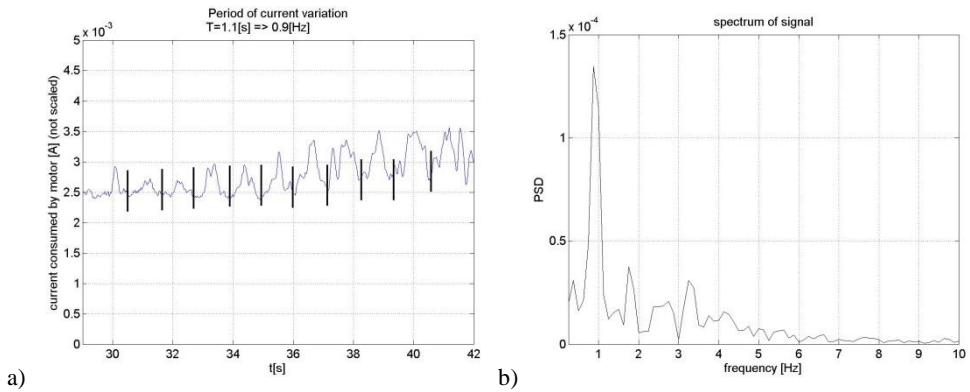 Period of current variation
T=1.1[s] => 0.9[Hz]
x 10⁻³
5
4.5
4
3.5
3
2.5
2
1.5
1
0.5
0
current consumed by motor [A] (not scaled)
30 32 34 36 38 40 42
t[s]
a)
spectrum of signal
x 10⁻⁴
1.5
1
0.5
0
PSD
1 2 3 4 5 6 7 8 9 10
frequency [Hz]
b)